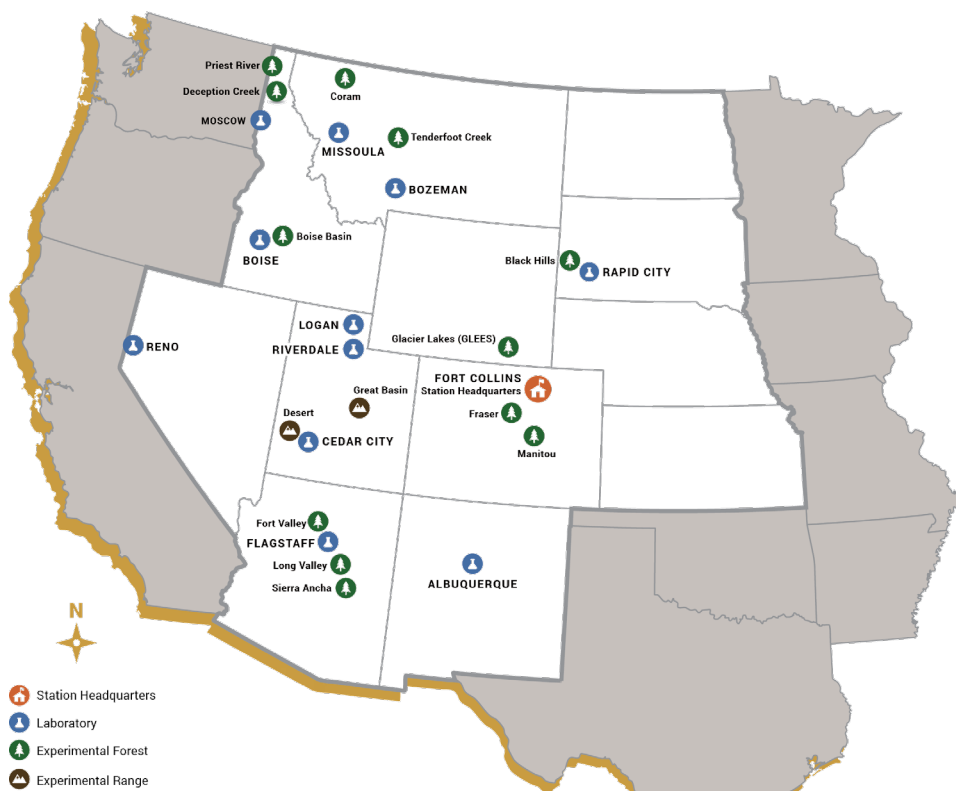 Priest River
Deception Creek
MOSCOW
Coram
MISSOULA
Tenderfoot Creek
BOZEMAN
Boise Basin
BOISE
Black Hills
RAPID CITY
LOGAN
RIVERDALE
RENO
Glacier Lakes (GLEES)
FORT COLLINS
Station Headquarters
Great Basin
Desert
CEDAR CITY
Fraser
Manitou
Fort Valley
FLAGSTAFF
Long Valley
Sierra Ancha
ALBUQUERQUE
N
Station Headquarters
Laboratory
Experimental Forest
Experimental Range